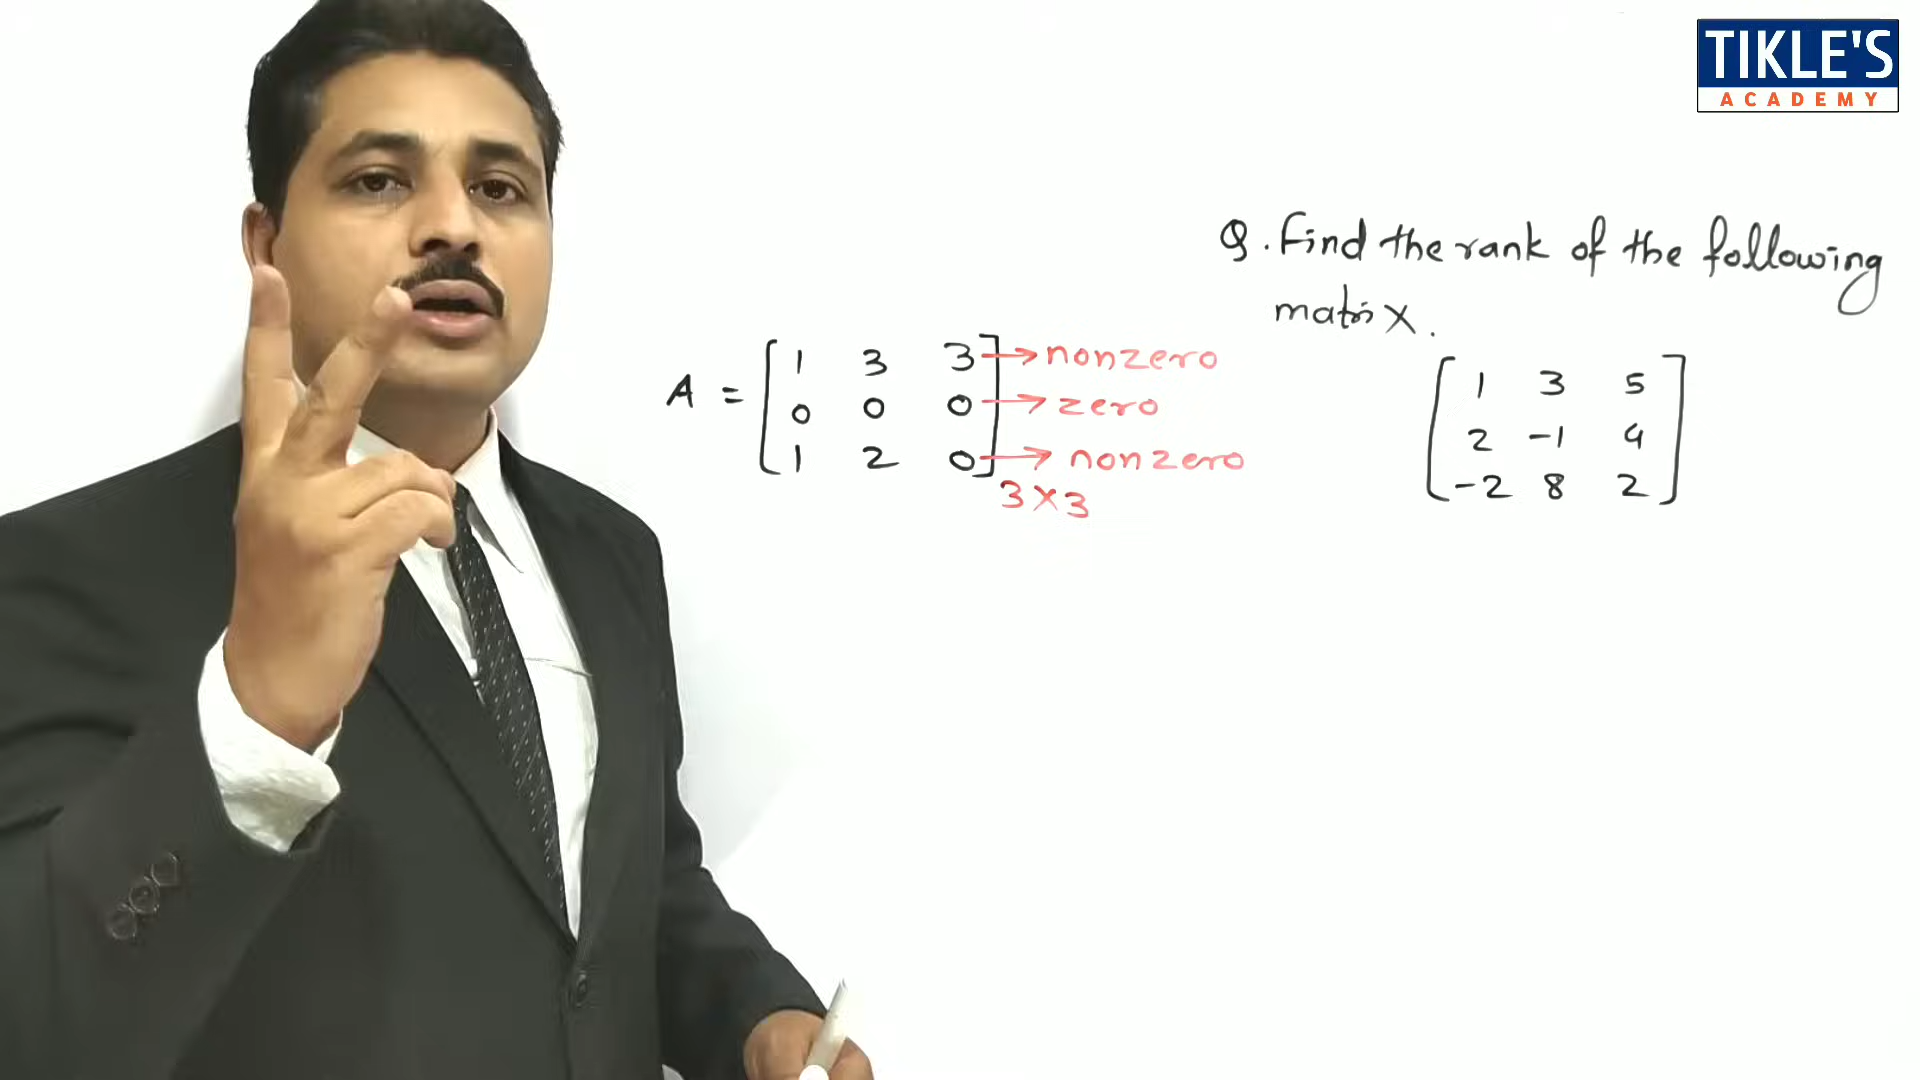 TIKLE'S
ACADEMY
Q. Find the rank of the following
matrix.
A = [ 1 3 3 ] → nonzero
0 0 0 → zero
1 2 0 → nonzero
3×3
1 3 5
2 -1 4
-2 8 2